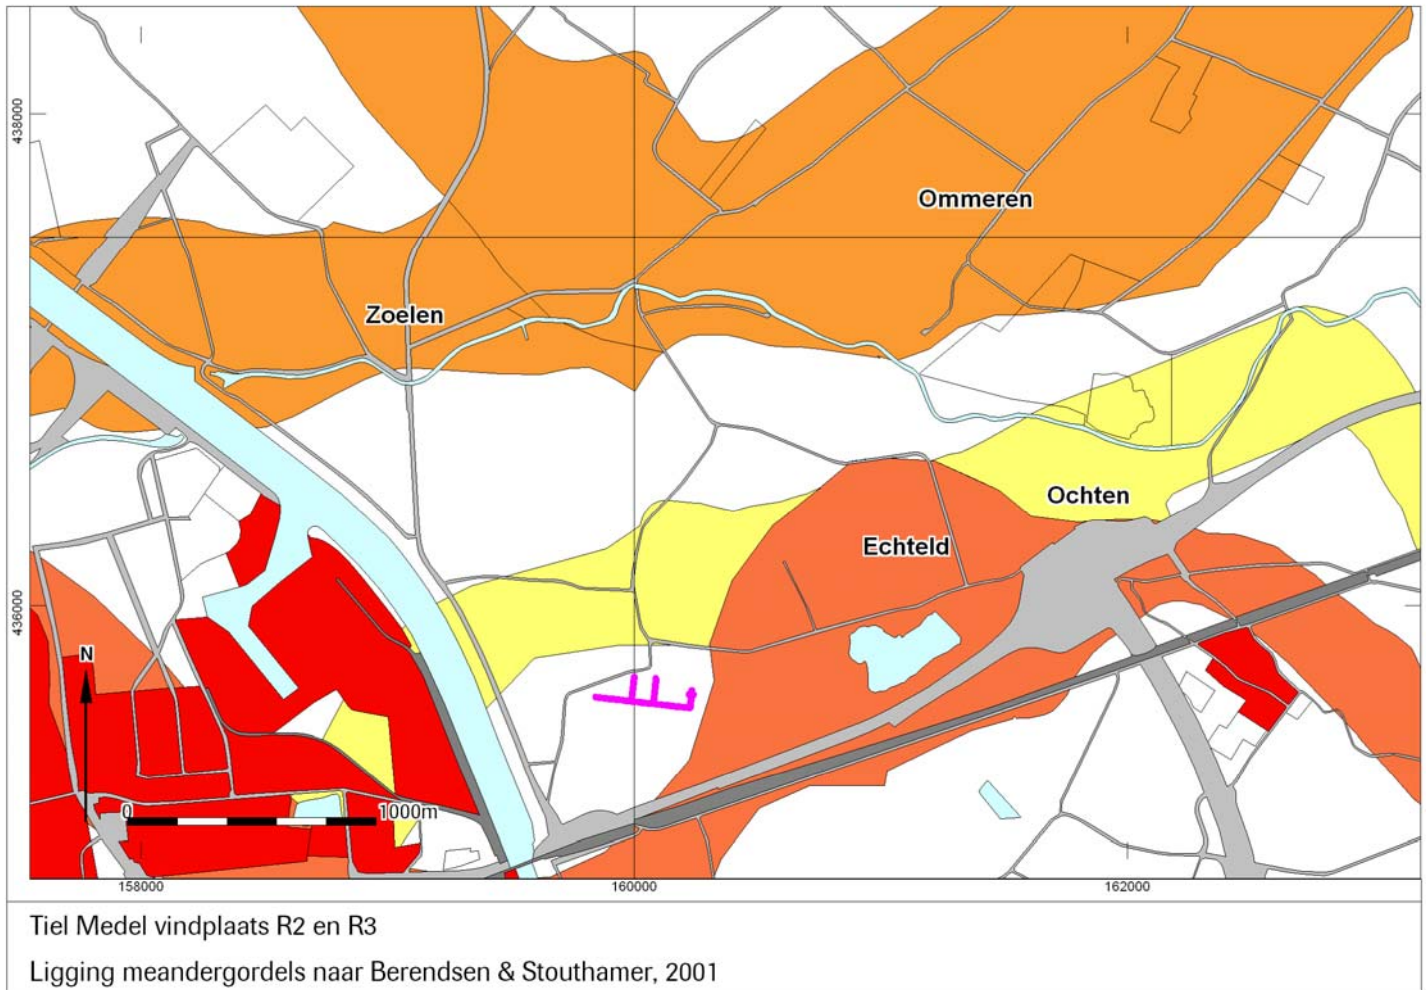 438000
Ommeren
Zoelen
Ochten
Echteld
436000
N
0 1000m
158000 160000 162000
Tiel Medel vindplaats R2 en R3
Ligging meandergordels naar Berendsen & Stouthamer, 2001